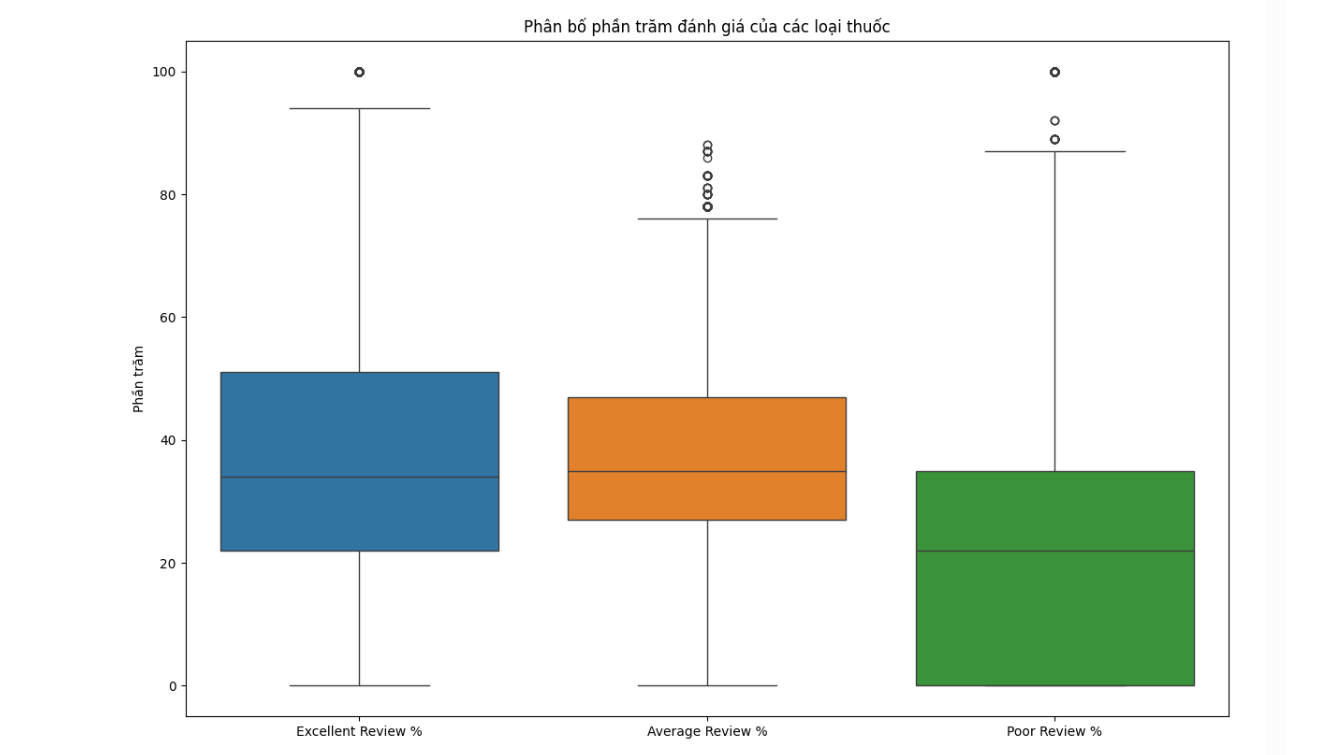 Phân bố phần trăm đánh giá của các loại thuốc
Phần trăm
100
80
60
40
20
0
Excellent Review %
Average Review %
Poor Review %